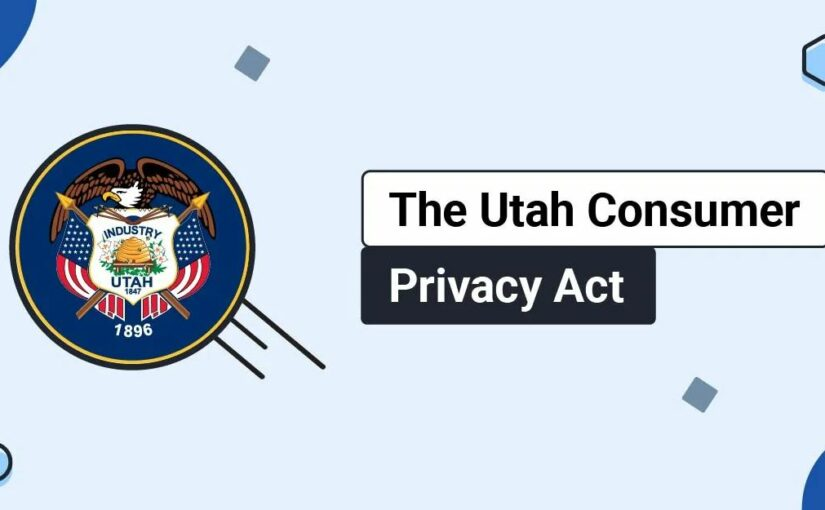 INDUSTRY
UTAH
1847
1896
The Utah Consumer
Privacy Act